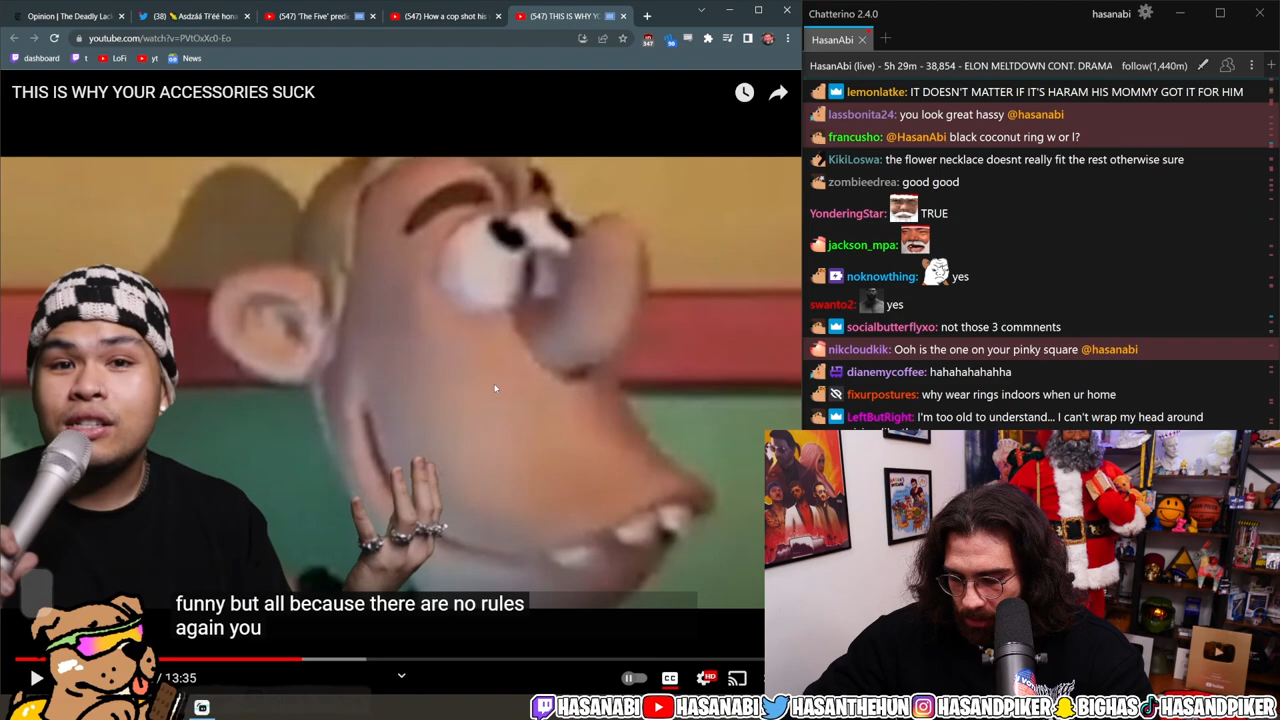 Opinion | The Deadly Lac
(38) Asdzáá Tł'éé hona
(547) 'The Five' predic
(547) How a cop shot his
(547) THIS IS WHY YO
youtube.com/watch?v=PVtOxXc0-Eo
347
90
dashboard
t
LoFi
yt
News
THIS IS WHY YOUR ACCESSORIES SUCK
funny but all because there are no rules
again you
/ 13:35
CC
HD
Chatterino 2.4.0
hasanabi
HasanAbi
HasanAbi (live) - 5h 29m - 38,854 - ELON MELTDOWN CONT. DRAMA
follow(1,440m)
lemonlatke: IT DOESN'T MATTER IF IT'S HARAM HIS MOMMY GOT IT FOR HIM
lassbonita24: you look great hassy @hasanabi
francusho: @HasanAbi black coconut ring w or l?
KikiLoswa: the flower necklace doesnt really fit the rest otherwise sure
zombieedrea: good good
YonderingStar: TRUE
jackson_mpa:
noknowthing: yes
swanto2: yes
socialbutterflyxo: not those 3 commnents
nikcloudkik: Ooh is the one on your pinky square @hasanabi
dianemycoffee: hahahahahahha
fixurpostures: why wear rings indoors when ur home
LeftButRight: I'm too old to understand... I can't wrap my head around
HASANABI HASANABI HASANTHEHUN HASANDPIKER BIGHAS HASANDPIKER